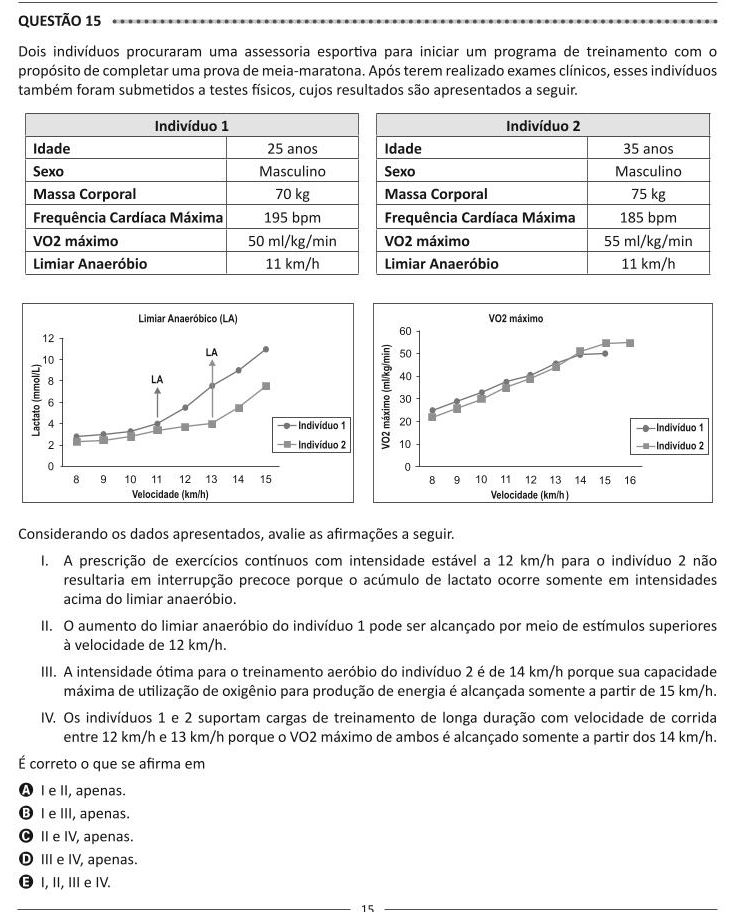 QUESTÃO 15
Dois indivíduos procuraram uma assessoria esportiva para iniciar um programa de treinamento com o
propósito de completar uma prova de meia-maratona. Após terem realizado exames clínicos, esses indivíduos
também foram submetidos a testes físicos, cujos resultados são apresentados a seguir.
Indivíduo 1
Idade 25 anos
Sexo Masculino
Massa Corporal 70 kg
Frequência Cardíaca Máxima 195 bpm
VO2 máximo 50 ml/kg/min
Limiar Anaeróbio 11 km/h
Indivíduo 2
Idade 35 anos
Sexo Masculino
Massa Corporal 75 kg
Frequência Cardíaca Máxima 185 bpm
VO2 máximo 55 ml/kg/min
Limiar Anaeróbio 11 km/h
Limiar Anaeróbico (LA)
Lactato (mmol/L)
12
10
8
6
4
2
0
LA
LA
8 9 10 11 12 13 14 15
Velocidade (km/h)
Indivíduo 1
Indivíduo 2
VO2 máximo
VO2 máximo (ml/kg/min)
60
50
40
30
20
10
0
8 9 10 11 12 13 14 15 16
Velocidade (km/h)
Indivíduo 1
Indivíduo 2
Considerando os dados apresentados, avalie as afirmações a seguir.
I. A prescrição de exercícios contínuos com intensidade estável a 12 km/h para o indivíduo 2 não
resultaria em interrupção precoce porque o acúmulo de lactato ocorre somente em intensidades
acima do limiar anaeróbio.
II. O aumento do limiar anaeróbio do indivíduo 1 pode ser alcançado por meio de estímulos superiores
à velocidade de 12 km/h.
III. A intensidade ótima para o treinamento aeróbio do indivíduo 2 é de 14 km/h porque sua capacidade
máxima de utilização de oxigênio para produção de energia é alcançada somente a partir de 15 km/h.
IV. Os indivíduos 1 e 2 suportam cargas de treinamento de longa duração com velocidade de corrida
entre 12 km/h e 13 km/h porque o VO2 máximo de ambos é alcançado somente a partir dos 14 km/h.
É correto o que se afirma em
A I e II, apenas.
B I e III, apenas.
C II e IV, apenas.
D III e IV, apenas.
E I, II, III e IV.
15